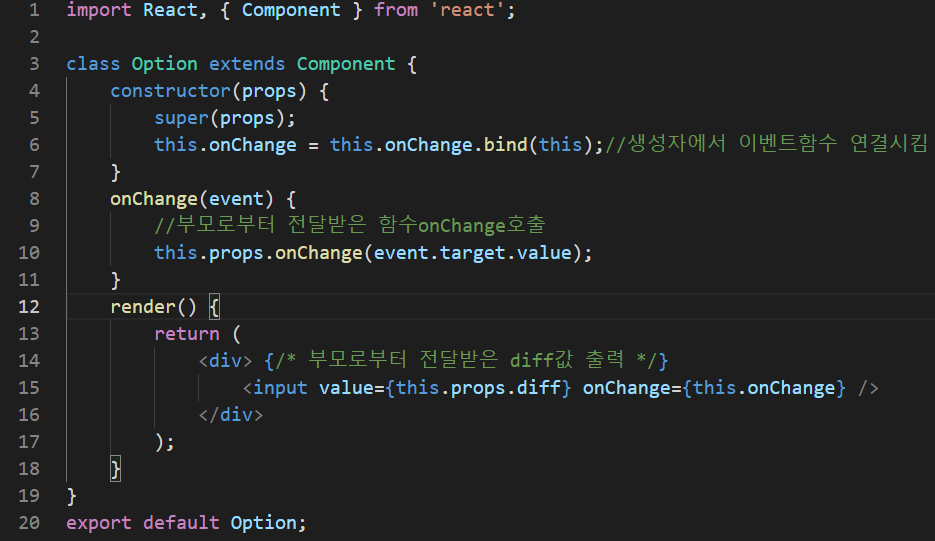 1 import React, { Component } from 'react';
2
3 class Option extends Component {
4 constructor(props) {
5 super(props);
6 this.onChange = this.onChange.bind(this);//생성자에서 이벤트함수 연결시킴
7 }
8 onChange(event) {
9 //부모로부터 전달받은 함수onChange호출
10 this.props.onChange(event.target.value);
11 }
12 render() {
13 return (
14 <div> {/* 부모로부터 전달받은 diff값 출력 */}
15 <input value={this.props.diff} onChange={this.onChange} />
16 </div>
17 );
18 }
19 }
20 export default Option;